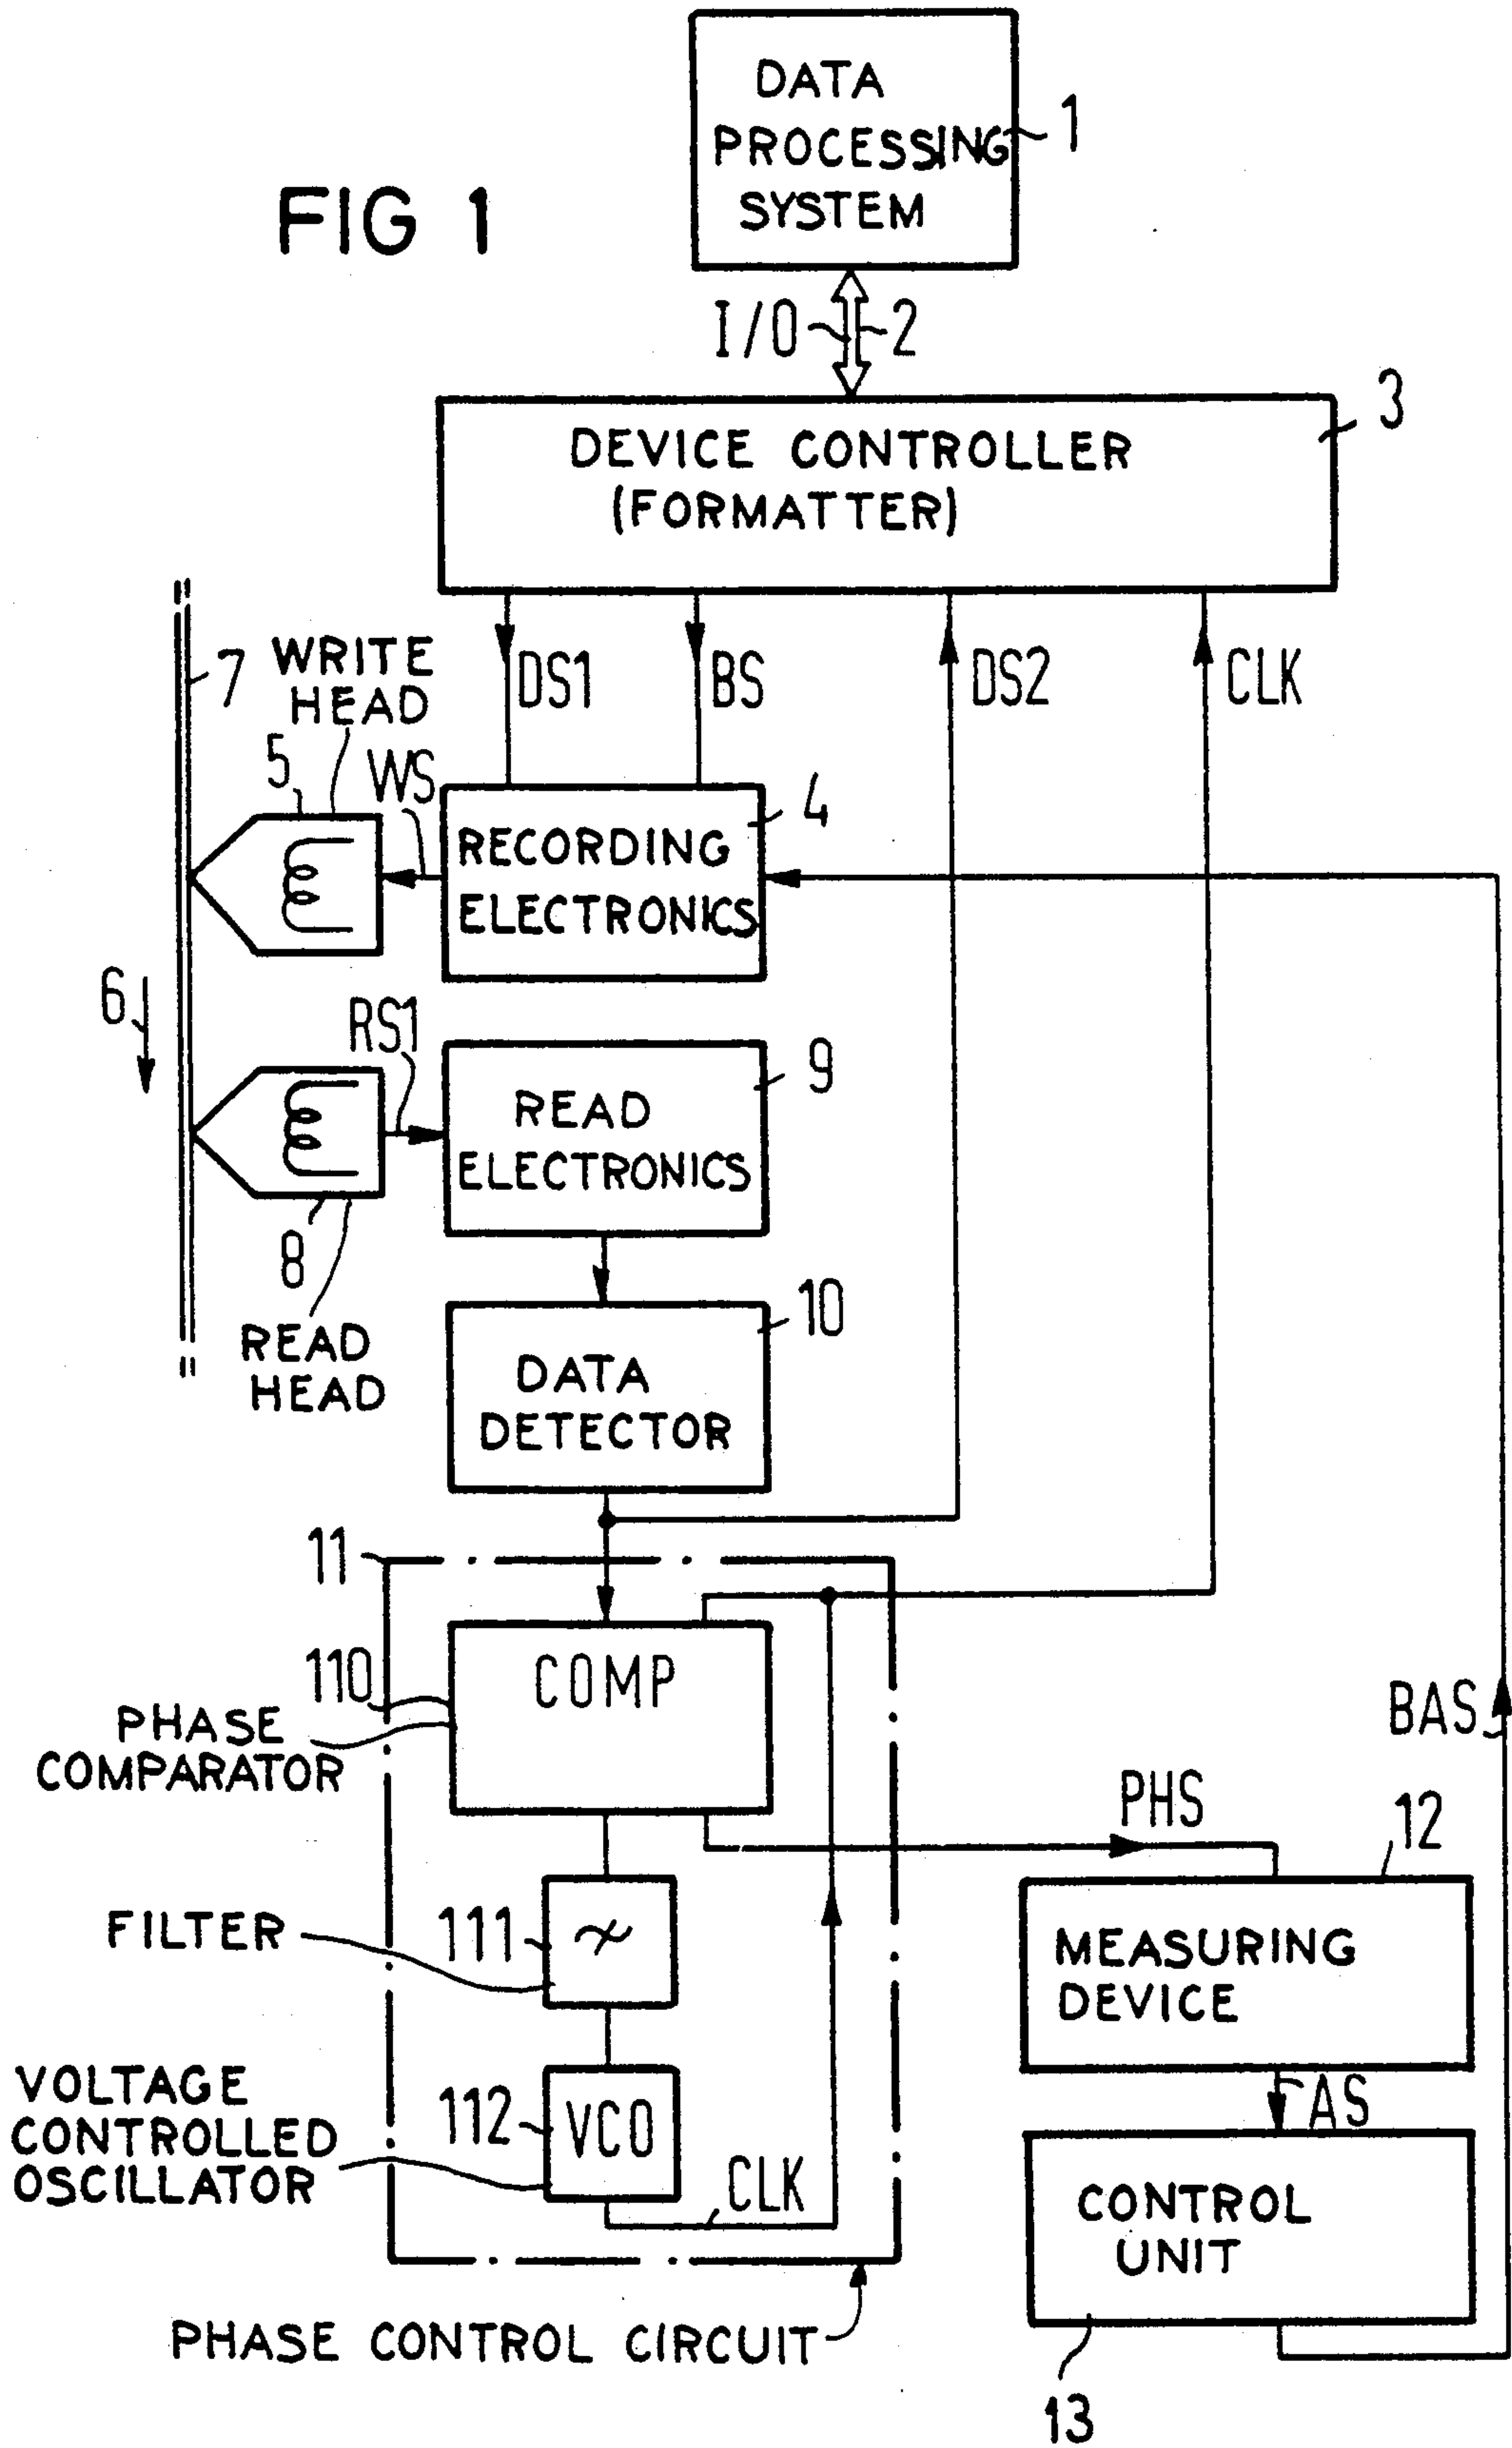 FIG 1
DATA
PROCESSING
SYSTEM
1
I/O
2
3
DEVICE CONTROLLER
(FORMATTER)
7
WRITE
HEAD
DS1
BS
DS2
CLK
5
WS
4
RECORDING
ELECTRONICS
6
RS1
9
READ
ELECTRONICS
8
READ
HEAD
10
DATA
DETECTOR
11
110
COMP
PHASE
COMPARATOR
BAS
PHS
12
FILTER
111
MEASURING
DEVICE
VOLTAGE
CONTROLLED
OSCILLATOR
112
VCO
CLK
AS
CONTROL
UNIT
PHASE CONTROL CIRCUIT
13